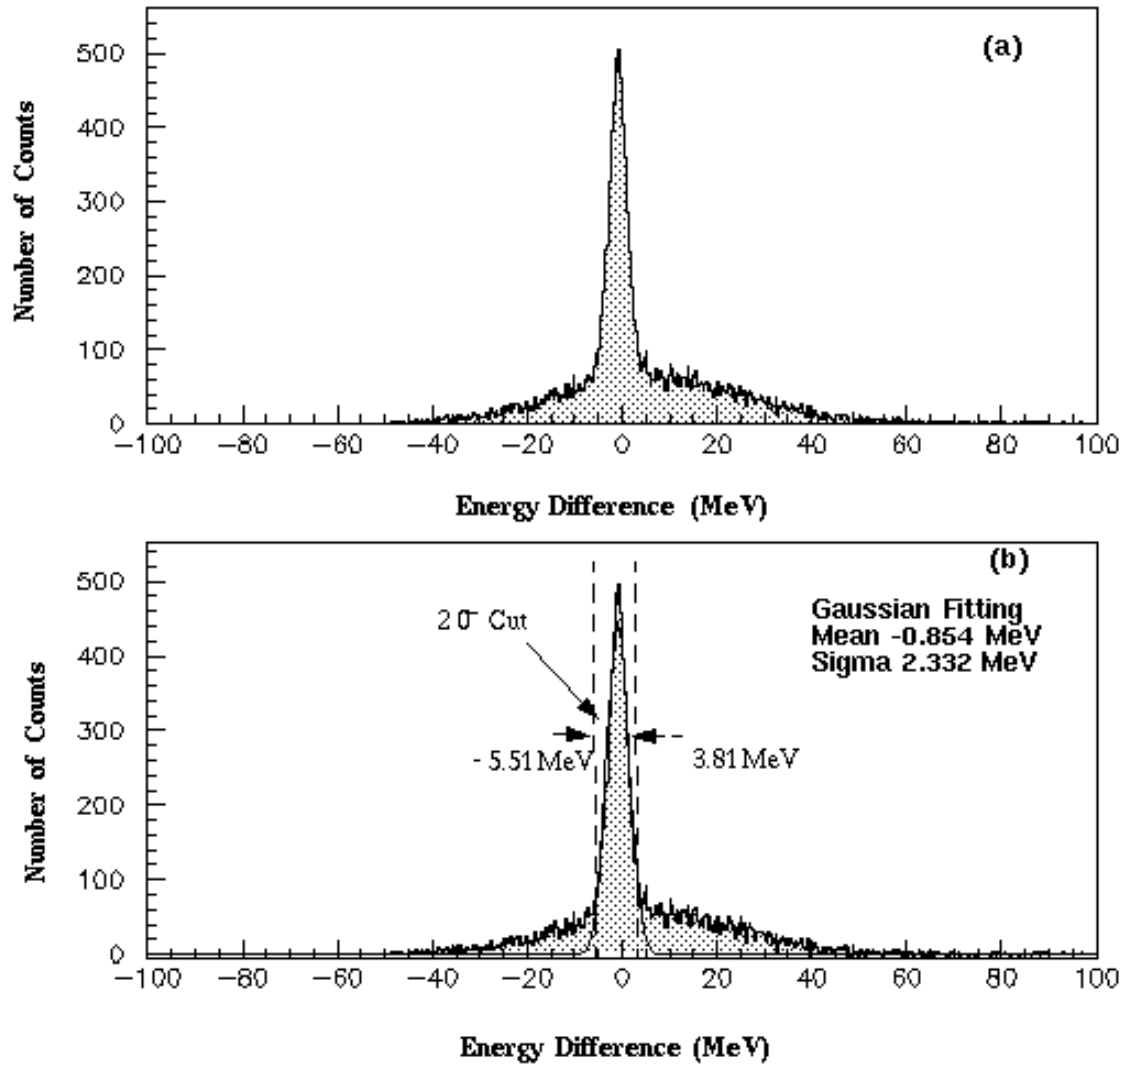 (a)
Number of Counts
500
400
300
200
100
0
−100 −80 −60 −40 −20 0 20 40 60 80 100
Energy Difference (MeV)
(b)
Gaussian Fitting
Mean -0.854 MeV
Sigma 2.332 MeV
2 σ Cut
- 5.51 MeV
3.81 MeV
Number of Counts
500
400
300
200
100
0
−100 −80 −60 −40 −20 0 20 40 60 80 100
Energy Difference (MeV)